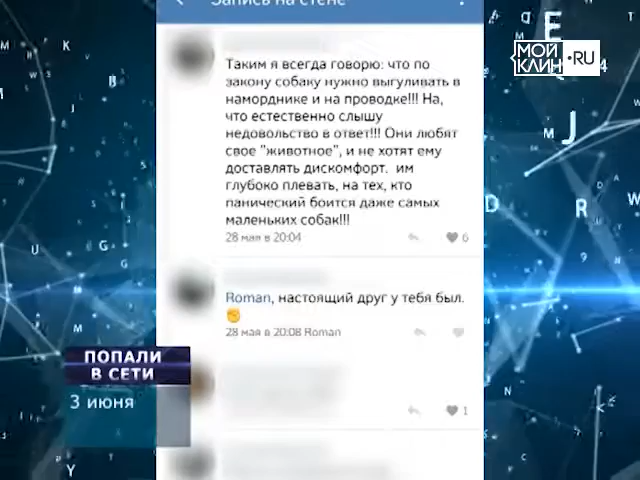 Запись на стене
МОЙ
КЛИН .RU
Таким я всегда говорю: что по
закону собаку нужно выгуливать в
наморднике и на проводке!!! На,
что естественно слышу
недовольство в ответ!!! Они любят
свое "животное", и не хотят ему
доставлять дискомфорт. им
глубоко плевать, на тех, кто
панический боится даже самых
маленьких собак!!!
28 мая в 20:04 6
Roman, настоящий друг у тебя был.
28 мая в 20:08 Roman
1
ПОПАЛИ
В СЕТИ
3 июня